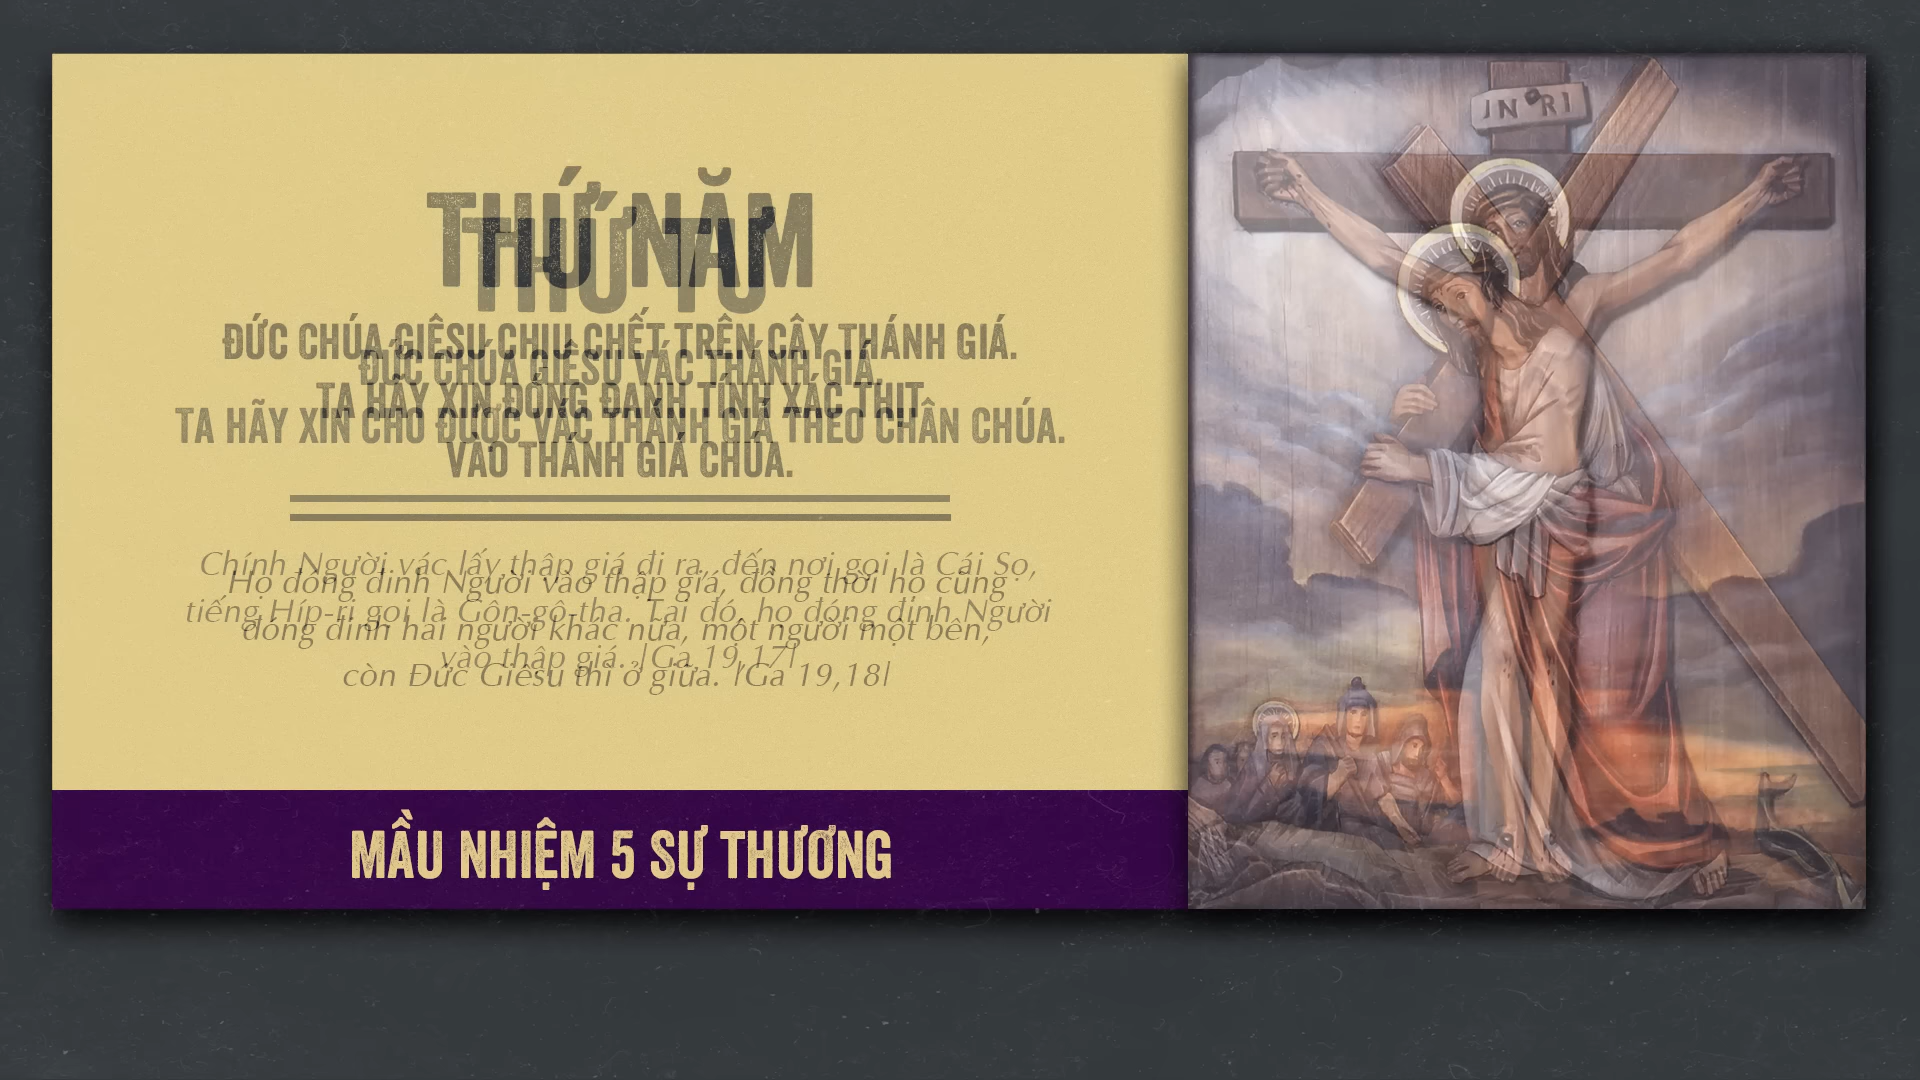 THỨ NĂM
THỨ TƯ
ĐỨC CHÚA GIÊSU CHỊU CHẾT TRÊN CÂY THÁNH GIÁ.
ĐỨC CHÚA GIÊSU VÁC THÁNH GIÁ.
TA HÃY XIN ĐÓNG ĐANH TÍNH XÁC THỊT
TA HÃY XIN CHO ĐƯỢC VÁC THÁNH GIÁ THEO CHÂN CHÚA.
VÀO THÁNH GIÁ CHÚA.
Chính Người vác lấy thập giá đi ra, đến nơi gọi là Cái Sọ,
Họ đóng đinh Người vào thập giá, đồng thời họ cũng
tiếng Híp-ri gọi là Gôn-gô-tha. Tại đó, họ đóng đinh Người
đóng đinh hai người khác nữa, một người một bên,
vào thập giá. |Ga 19,17|
còn Đức Giêsu thì ở giữa. |Ga 19,18|
MẦU NHIỆM 5 SỰ THƯƠNG
INRI